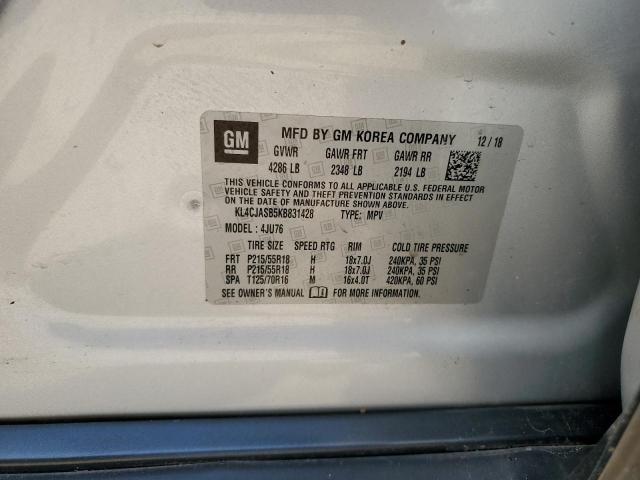 GM
MFD BY GM KOREA COMPANY 12/18
GVWR GAWR FRT GAWR RR
4286 LB 2348 LB 2194 LB
THIS VEHICLE CONFORMS TO ALL APPLICABLE U.S. FEDERAL MOTOR
VEHICLE SAFETY, BUMPER, AND THEFT PREVENTION STANDARDS IN
EFFECT ON THE DATE OF MANUFACTURE SHOWN ABOVE.
KL4CJASB5KB831428 TYPE: MPV
MODEL: 4JU76
TIRE SIZE SPEED RTG RIM COLD TIRE PRESSURE
FRT P215/55R18 H 18x7.0J 240KPA, 35 PSI
RR P215/55R18 H 18x7.0J 240KPA, 35 PSI
SPA T125/70R16 M 16x4.0T 420KPA, 60 PSI
SEE OWNER'S MANUAL FOR MORE INFORMATION.